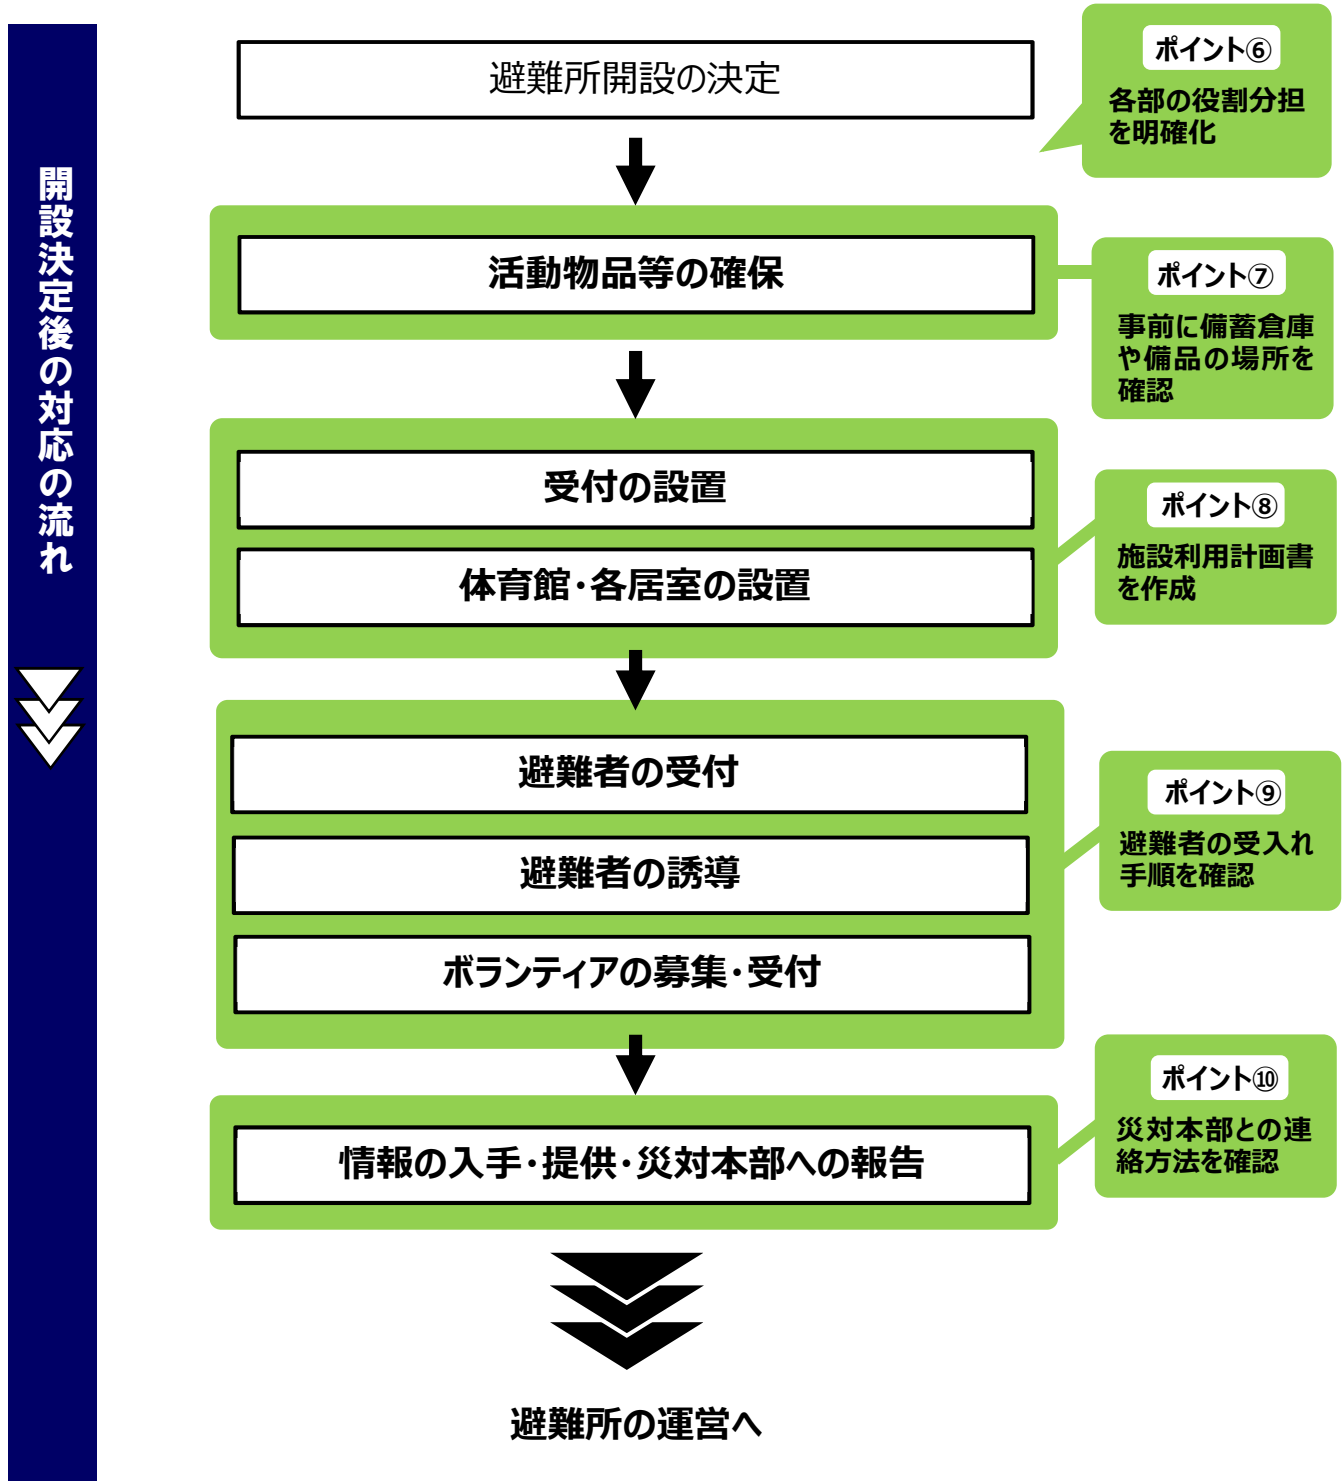 開設決定後の対応の流れ
避難所開設の決定
ポイント⑥
各部の役割分担
を明確化
活動物品等の確保
ポイント⑦
事前に備蓄倉庫
や備品の場所を
確認
受付の設置
体育館・各居室の設置
ポイント⑧
施設利用計画書
を作成
避難者の受付
避難者の誘導
ボランティアの募集・受付
ポイント⑨
避難者の受入れ
手順を確認
情報の入手・提供・災対本部への報告
ポイント⑩
災対本部との連
絡方法を確認
避難所の運営へ